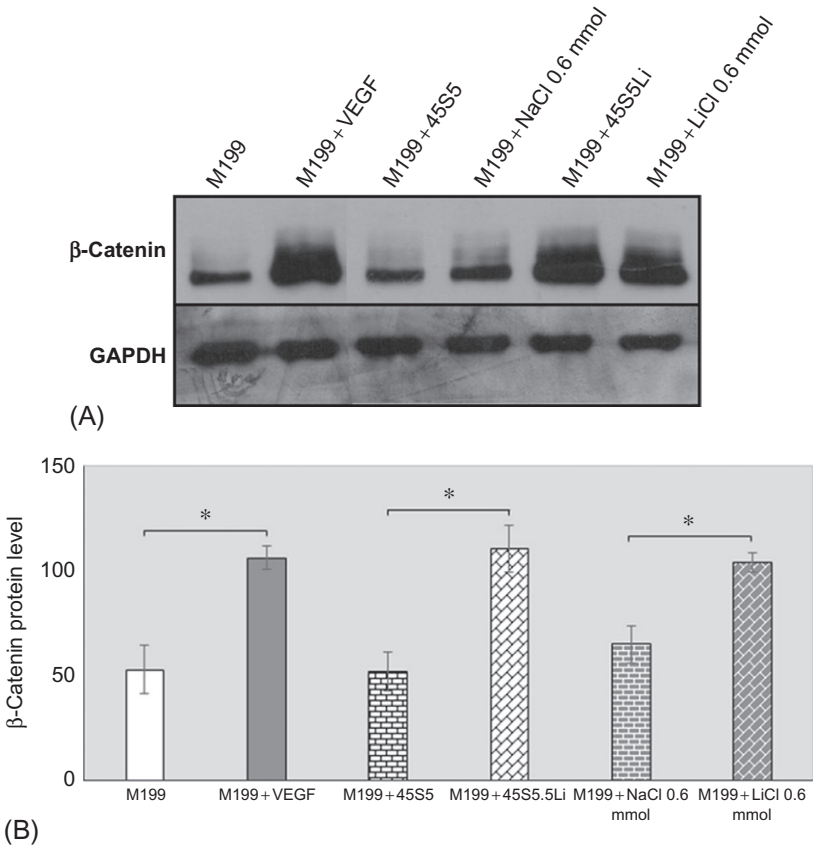 M199
M199+VEGF
M199+45S5
M199+NaCl 0.6 mmol
M199+45S5Li
M199+LiCl 0.6 mmol
β-Catenin
GAPDH
(A)
150
100
50
0
β-Catenin protein level
*
*
*
M199
M199+VEGF
M199+45S5
M199+45S5.5Li
M199+NaCl 0.6
mmol
M199+LiCl 0.6
mmol
(B)